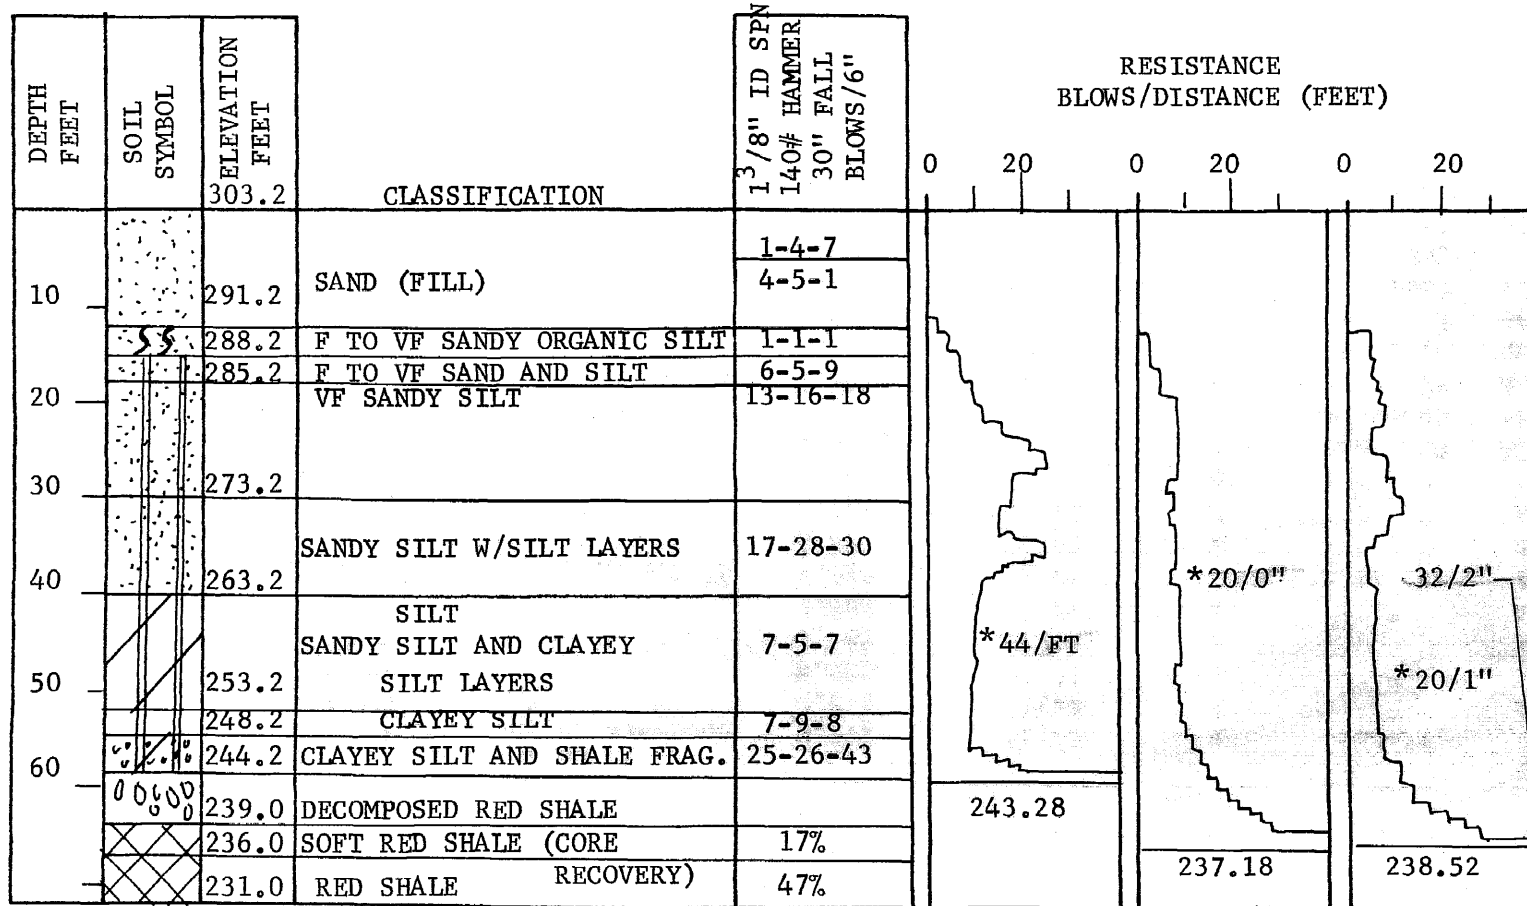 DEPTH
FEET
SOIL
SYMBOL
ELEVATION
FEET
303.2
CLASSIFICATION
1 3/8" ID SPN
140# HAMMER
30" FALL
BLOWS/6"
RESISTANCE
BLOWS/DISTANCE (FEET)
0 20 0 20 0 20
1-4-7
10 291.2 SAND (FILL) 4-5-1
288.2 F TO VF SANDY ORGANIC SILT 1-1-1
285.2 F TO VF SAND AND SILT 6-5-9
20 VF SANDY SILT 13-16-18
30 273.2
SANDY SILT W/SILT LAYERS 17-28-30
40 263.2 *20/0" 32/2"
SILT
SANDY SILT AND CLAYEY 7-5-7 *44/FT
50 253.2 SILT LAYERS *20/1"
248.2 CLAYEY SILT 7-9-8
60 244.2 CLAYEY SILT AND SHALE FRAG. 25-26-43
239.0 DECOMPOSED RED SHALE 243.28
236.0 SOFT RED SHALE (CORE 17%
RECOVERY) 237.18 238.52
231.0 RED SHALE 47%